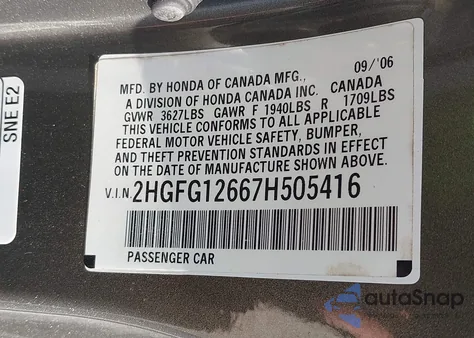 SNE E2
09/'06
MFD. BY HONDA OF CANADA MFG.,
A DIVISION OF HONDA CANADA INC. CANADA
GVWR 3627LBS GAWR F 1940LBS R 1709LBS
THIS VEHICLE CONFORMS TO ALL APPLICABLE
FEDERAL MOTOR VEHICLE SAFETY, BUMPER,
AND THEFT PREVENTION STANDARDS IN EFFECT
ON THE DATE OF MANUFACTURE SHOWN ABOVE.
V.I.N 2HGFG12667H505416
PASSENGER CAR
autoSnap